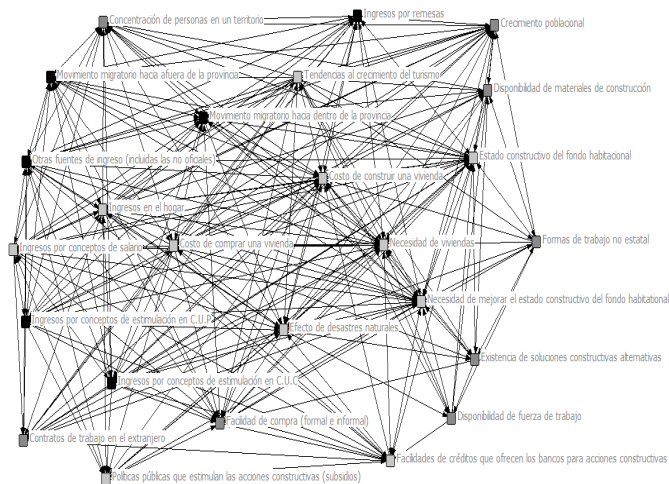 Concentración de personas en un territorio
Ingresos por remesas
Crecimiento poblacional
Movimiento migratorio hacia afuera de la provincia
Tendencias al crecimiento del turismo
Disponibilidad de materiales de construcción
Movimiento migratorio hacia dentro de la provincia
Otras fuentes de ingreso (incluidas las no oficiales)
Estado constructivo del fondo habitacional
Costo de construir una vivienda
Ingresos en el hogar
Ingresos por conceptos de salario
Costo de comprar una vivienda
Necesidad de viviendas
Formas de trabajo no estatal
Necesidad de mejorar el estado constructivo del fondo habitational
Ingresos por conceptos de estimulación en C.U.P
Efecto de desastres naturales
Existencia de soluciones constructivas alternativas
Ingresos por conceptos de estimulación en C.U.C
Facilidad de compra (formal e informal)
Disponibilidad de fuerza de trabajo
Contratos de trabajo en el extranjero
Facilidades de créditos que ofrecen los bancos para acciones constructivas
Políticas públicas que estimulan las acciones constructivas (subsidios)